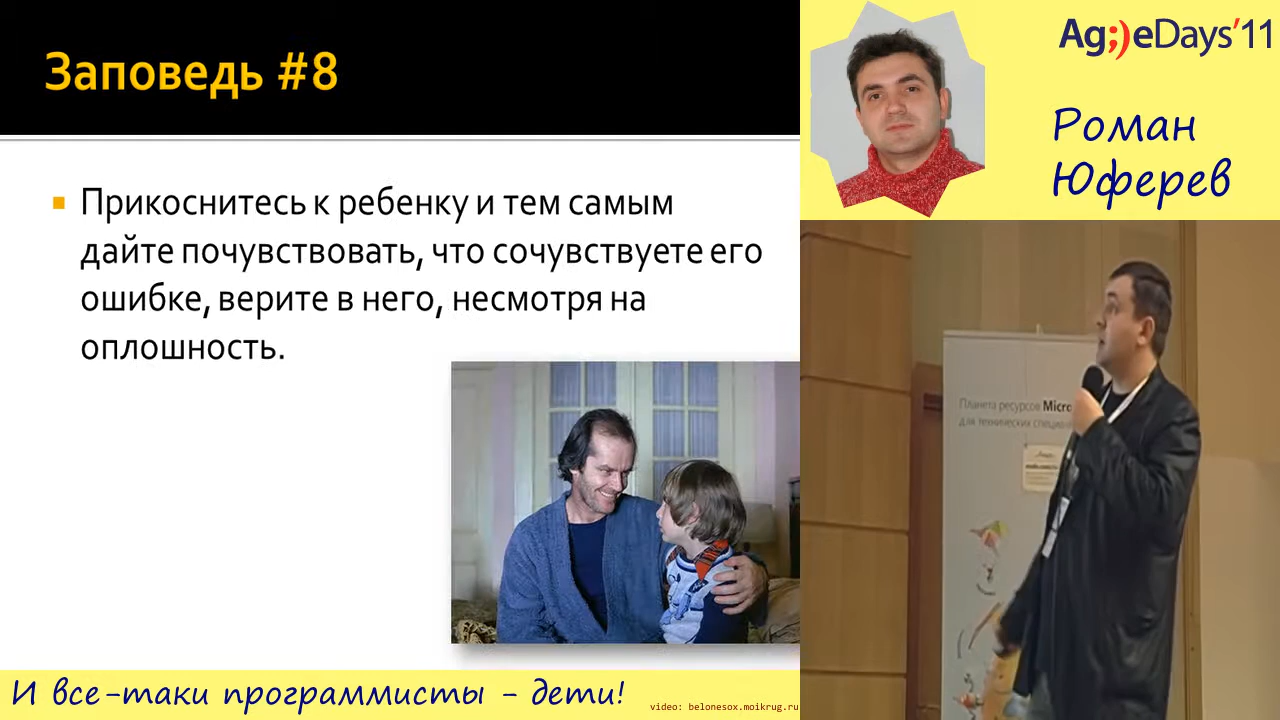 Заповедь #8
Прикоснитесь к ребенку и тем самым
дайте почувствовать, что сочувствуете его
ошибке, верите в него, несмотря на
оплошность.
И все-таки программисты - дети!
video: belonesox.moikrug.ru
Ag;)eDays'11
Роман
Юферев
Планета ресурсов Micro
для технических специал